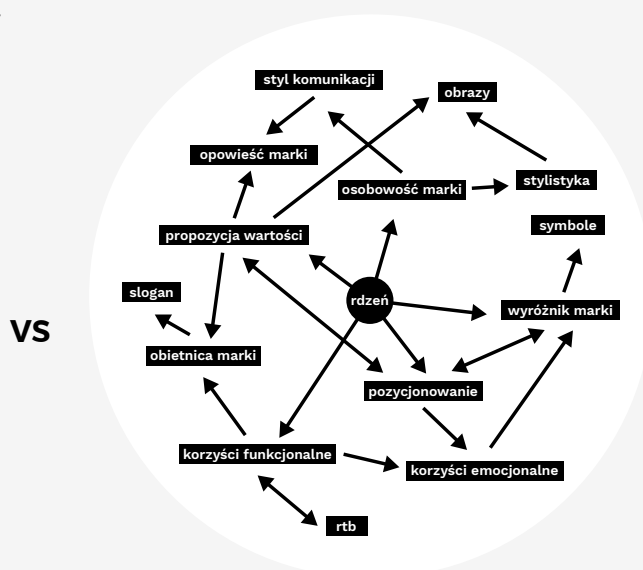 styl komunikacji
obrazy
opowieść marki
osobowość marki
stylistyka
symbole
propozycja wartości
slogan
rdzeń
wyróżnik marki
VS
obietnica marki
pozycjonowanie
korzyści funkcjonalne
korzyści emocjonalne
rtb